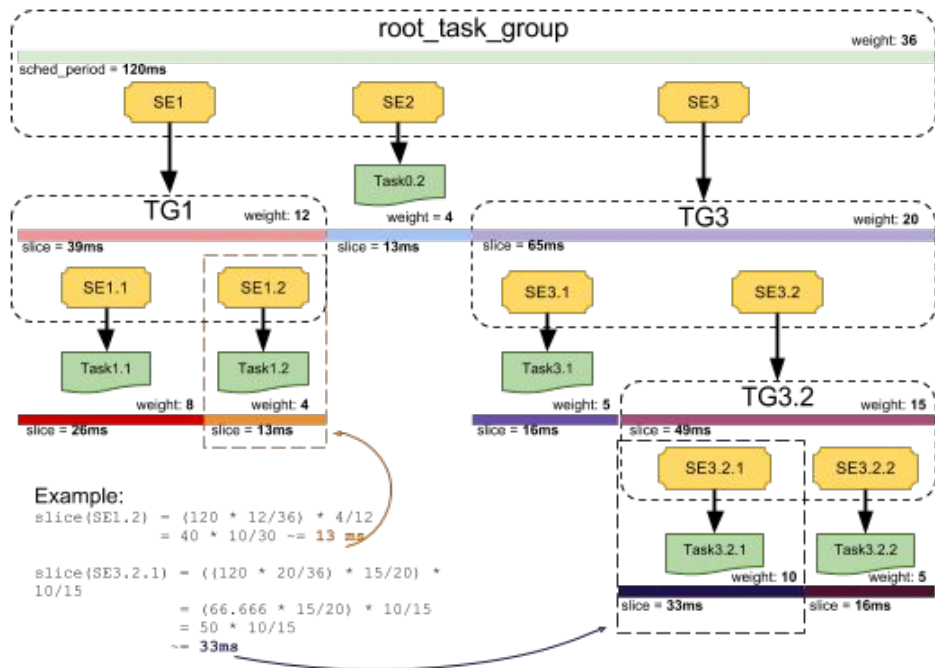 root_task_group
weight: 36
sched_period = 120ms
SE1
SE2
SE3
Task0.2
TG1
weight: 12
weight = 4
TG3
weight: 20
slice = 39ms
slice = 13ms
slice = 65ms
SE1.1
SE1.2
SE3.1
SE3.2
Task1.1
Task1.2
Task3.1
TG3.2
weight: 8
weight: 4
weight: 5
weight: 15
slice = 26ms
slice = 13ms
slice = 16ms
slice = 49ms
SE3.2.1
SE3.2.2
Example:
slice(SE1.2) = (120 * 12/36) * 4/12
= 40 * 10/30 ~= 13 ms
Task3.2.1
Task3.2.2
slice(SE3.2.1) = ((120 * 20/36) * 15/20) *
10/15
weight: 10
weight: 5
= (66.666 * 15/20) * 10/15
slice = 33ms
slice = 16ms
= 50 * 10/15
~= 33ms